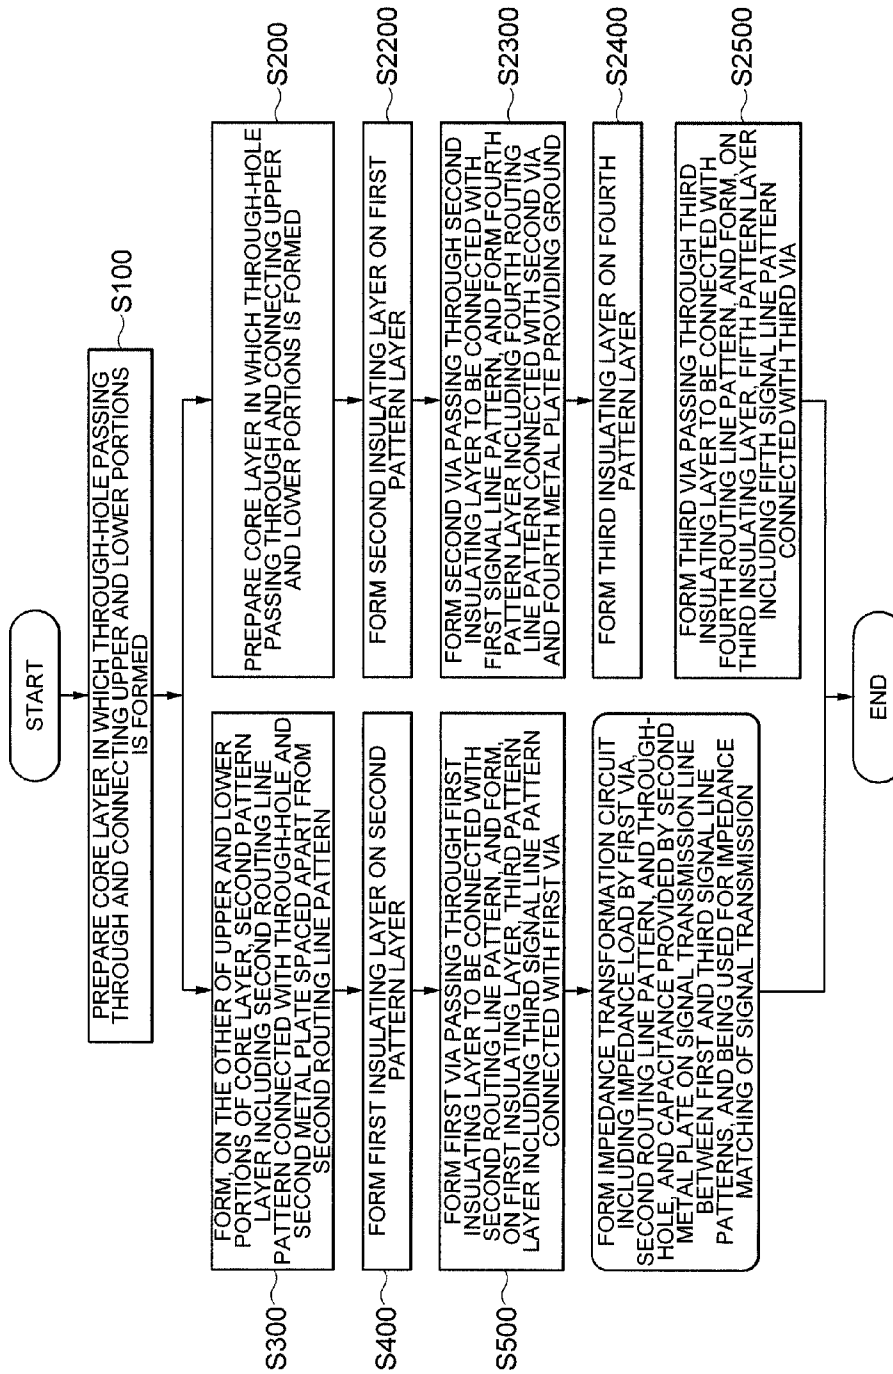 START
PREPARE CORE LAYER IN WHICH THROUGH-HOLE PASSING
THROUGH AND CONNECTING UPPER AND LOWER PORTIONS
IS FORMED
S100
FORM, ON THE OTHER OF UPPER AND LOWER
PORTIONS OF CORE LAYER, SECOND PATTERN
LAYER INCLUDING SECOND ROUTING LINE
PATTERN CONNECTED WITH THROUGH-HOLE AND
SECOND METAL PLATE SPACED APART FROM
SECOND ROUTING LINE PATTERN
S300
FORM FIRST INSULATING LAYER ON SECOND
PATTERN LAYER
S400
FORM FIRST VIA PASSING THROUGH FIRST
INSULATING LAYER TO BE CONNECTED WITH
SECOND ROUTING LINE PATTERN, AND FORM,
ON FIRST INSULATING LAYER, THIRD PATTERN
LAYER INCLUDING THIRD SIGNAL LINE PATTERN
CONNECTED WITH FIRST VIA
S500
FORM IMPEDANCE TRANSFORMATION CIRCUIT
INCLUDING IMPEDANCE LOAD BY FIRST VIA,
SECOND ROUTING LINE PATTERN, AND THROUGH-
HOLE, AND CAPACITANCE PROVIDED BY SECOND
METAL PLATE ON SIGNAL TRANSMISSION LINE
BETWEEN FIRST AND THIRD SIGNAL LINE
PATTERNS, AND BEING USED FOR IMPEDANCE
MATCHING OF SIGNAL TRANSMISSION
PREPARE CORE LAYER IN WHICH THROUGH-HOLE
PASSING THROUGH AND CONNECTING UPPER
AND LOWER PORTIONS IS FORMED
S200
FORM SECOND INSULATING LAYER ON FIRST
PATTERN LAYER
S2200
FORM SECOND VIA PASSING THROUGH SECOND
INSULATING LAYER TO BE CONNECTED WITH
FIRST SIGNAL LINE PATTERN, AND FORM FOURTH
PATTERN LAYER INCLUDING FOURTH ROUTING
LINE PATTERN CONNECTED WITH SECOND VIA
AND FOURTH METAL PLATE PROVIDING GROUND
S2300
FORM THIRD INSULATING LAYER ON FOURTH
PATTERN LAYER
S2400
FORM THIRD VIA PASSING THROUGH THIRD
INSULATING LAYER TO BE CONNECTED WITH
FOURTH ROUTING LINE PATTERN, AND FORM, ON
THIRD INSULATING LAYER, FIFTH PATTERN LAYER
INCLUDING FIFTH SIGNAL LINE PATTERN
CONNECTED WITH THIRD VIA
S2500
END